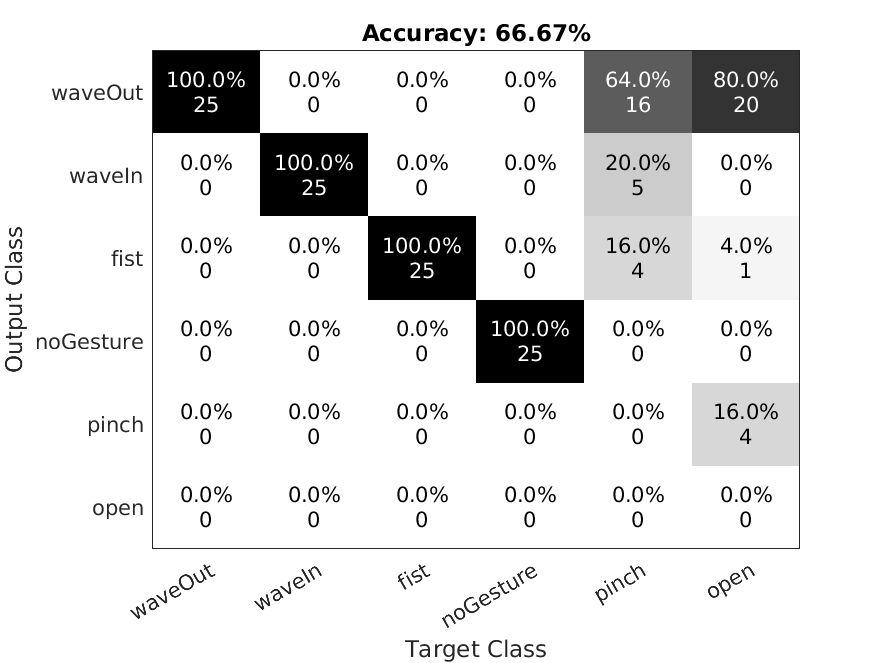 Accuracy: 66.67%
waveOut
100.0% 0.0% 0.0% 0.0% 64.0% 80.0%
25 0 0 0 16 20
waveIn
0.0% 100.0% 0.0% 0.0% 20.0% 0.0%
0 25 0 0 5 0
fist
0.0% 0.0% 100.0% 0.0% 16.0% 4.0%
0 0 25 0 4 1
noGesture
0.0% 0.0% 0.0% 100.0% 0.0% 0.0%
0 0 0 25 0 0
pinch
0.0% 0.0% 0.0% 0.0% 0.0% 16.0%
0 0 0 0 0 4
open
0.0% 0.0% 0.0% 0.0% 0.0% 0.0%
0 0 0 0 0 0
Output Class
waveOut waveIn fist noGesture pinch open
Target Class